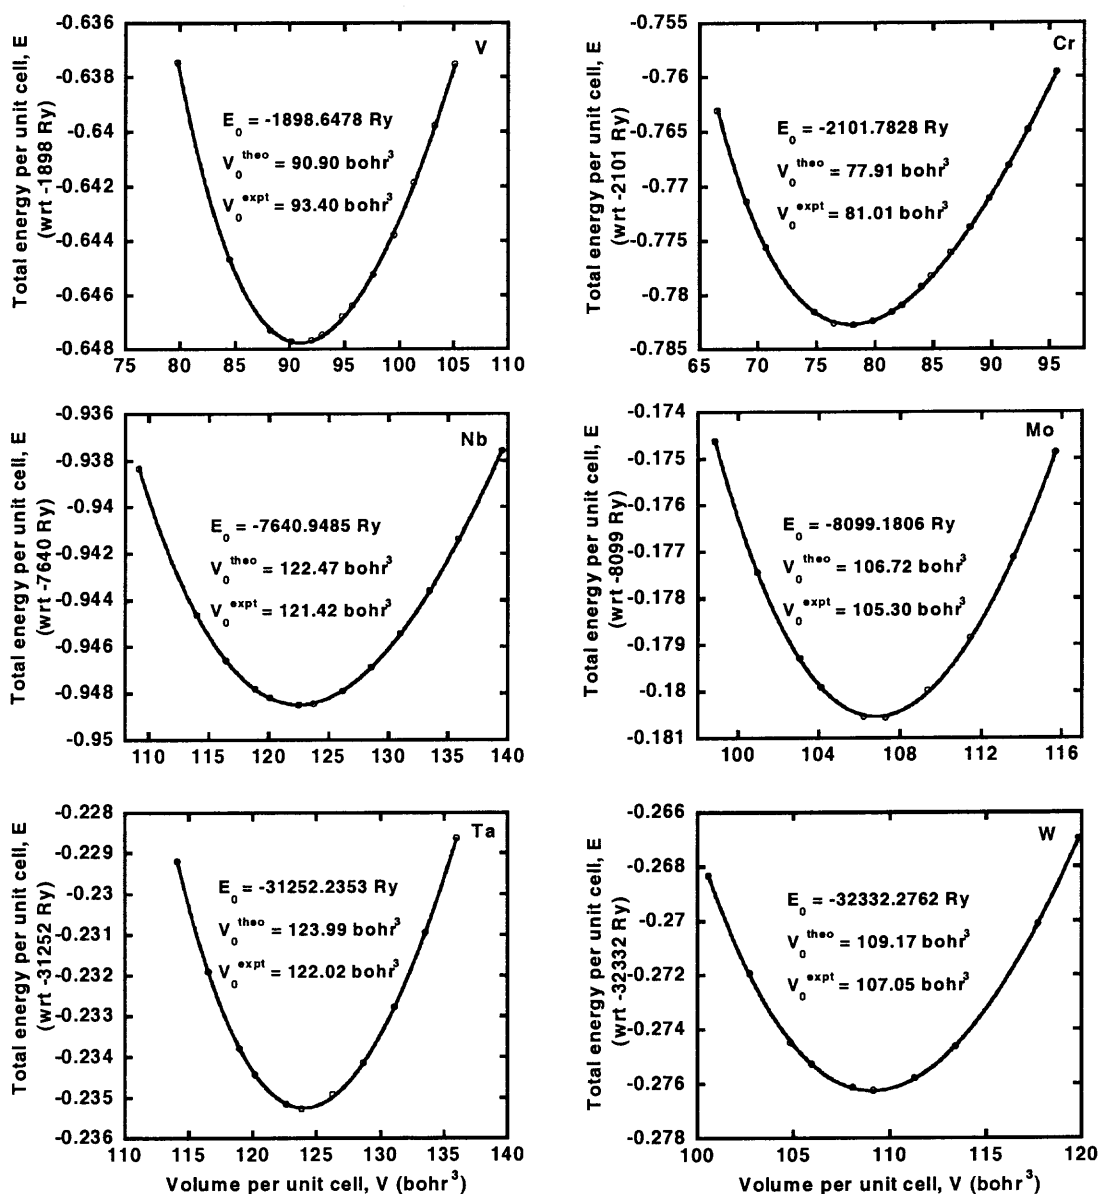 V
E₀ = -1898.6478 Ry
V₀ᵗʰᵉᵒ = 90.90 bohr³
V₀ᵉˣᵖᵗ = 93.40 bohr³
Total energy per unit cell, E
(wrt -1898 Ry)
-0.636
-0.638
-0.64
-0.642
-0.644
-0.646
-0.648
75 80 85 90 95 100 105 110
Cr
E₀ = -2101.7828 Ry
V₀ᵗʰᵉᵒ = 77.91 bohr³
V₀ᵉˣᵖᵗ = 81.01 bohr³
Total energy per unit cell, E
(wrt -2101 Ry)
-0.755
-0.76
-0.765
-0.77
-0.775
-0.78
-0.785
65 70 75 80 85 90 95
Nb
E₀ = -7640.9485 Ry
V₀ᵗʰᵉᵒ = 122.47 bohr³
V₀ᵉˣᵖᵗ = 121.42 bohr³
Total energy per unit cell, E
(wrt -7640 Ry)
-0.936
-0.938
-0.94
-0.942
-0.944
-0.946
-0.948
-0.95
110 115 120 125 130 135 140
Mo
E₀ = -8099.1806 Ry
V₀ᵗʰᵉᵒ = 106.72 bohr³
V₀ᵉˣᵖᵗ = 105.30 bohr³
Total energy per unit cell, E
(wrt -8099 Ry)
-0.174
-0.175
-0.176
-0.177
-0.178
-0.179
-0.18
-0.181
100 104 108 112 116
Ta
E₀ = -31252.2353 Ry
V₀ᵗʰᵉᵒ = 123.99 bohr³
V₀ᵉˣᵖᵗ = 122.02 bohr³
Total energy per unit cell, E
(wrt -31252 Ry)
-0.228
-0.229
-0.23
-0.231
-0.232
-0.233
-0.234
-0.235
-0.236
110 115 120 125 130 135 140
Volume per unit cell, V (bohr³)
W
E₀ = -32332.2762 Ry
V₀ᵗʰᵉᵒ = 109.17 bohr³
V₀ᵉˣᵖᵗ = 107.05 bohr³
Total energy per unit cell, E
(wrt -32332 Ry)
-0.266
-0.268
-0.27
-0.272
-0.274
-0.276
-0.278
100 105 110 115 120
Volume per unit cell, V (bohr³)